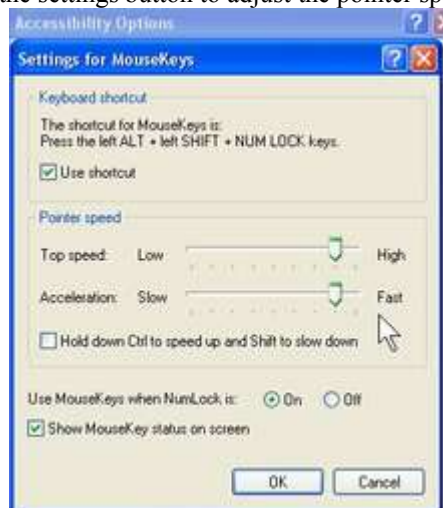 the settings button to adjust the pointer sp
Accessibility Options
Settings for MouseKeys
Keyboard shortcut
The shortcut for MouseKeys is:
Press the left ALT + left SHIFT + NUM LOCK keys.
Use shortcut
Pointer speed
Top speed: Low High
Acceleration: Slow Fast
Hold down Ctrl to speed up and Shift to slow down
Use MouseKeys when NumLock is: On Off
Show MouseKey status on screen
OK Cancel